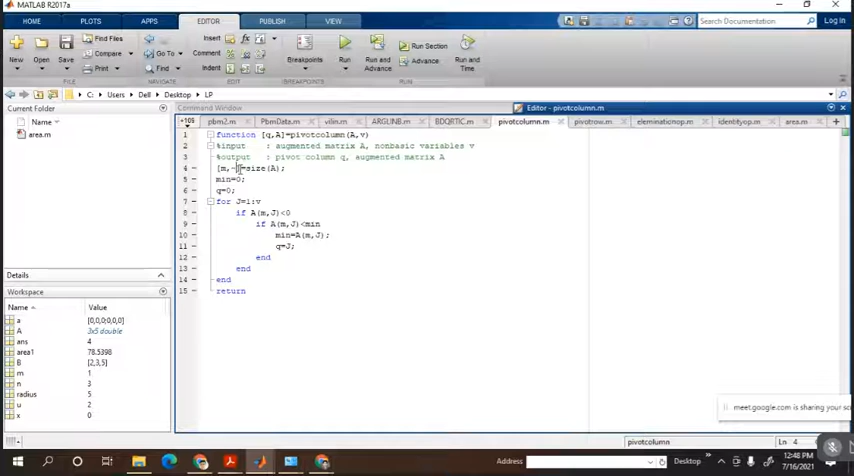 MATLAB R2017a
HOME PLOTS APPS EDITOR PUBLISH VIEW
Search Documentation
Log In
New Open Save
Find Files
Compare
Print
Go To
Find
Insert
Comment
Indent
Breakpoints
Run
Run and Advance
Run Section
Advance
Run and Time
FILE NAVIGATE EDIT BREAKPOINTS RUN
C: Users Dell Desktop LP
Current Folder
Name
area.m
Details
Workspace
Name Value
a [0,0,0;0,0,0]
A 3x5 double
ans 4
area1 78.5398
B [2,3,5]
m 1
n 3
radius 5
u 2
x 0
Command Window
Editor - pivotcolumn.m
pbm2.m PbmData.m vilin.m ARGLINB.m BDQRTIC.m pivotcolumn.m pivotrow.m eleminationop.m identityop.m area.m
1 function [q,A]=pivotcolumn(A,v)
2 %input : augmented matrix A, nonbasic variables v
3 %output : pivot column q, augmented matrix A
4 [m,~]=size(A);
5 min=0;
6 q=0;
7 for J=1:v
8 if A(m,J)<0
9 if A(m,J)<min
10 min=A(m,J);
11 q=J;
12 end
13 end
14 end
15 return
meet.google.com is sharing your sc
pivotcolumn
Ln 4
Address
Desktop
12:48 PM
7/16/2021